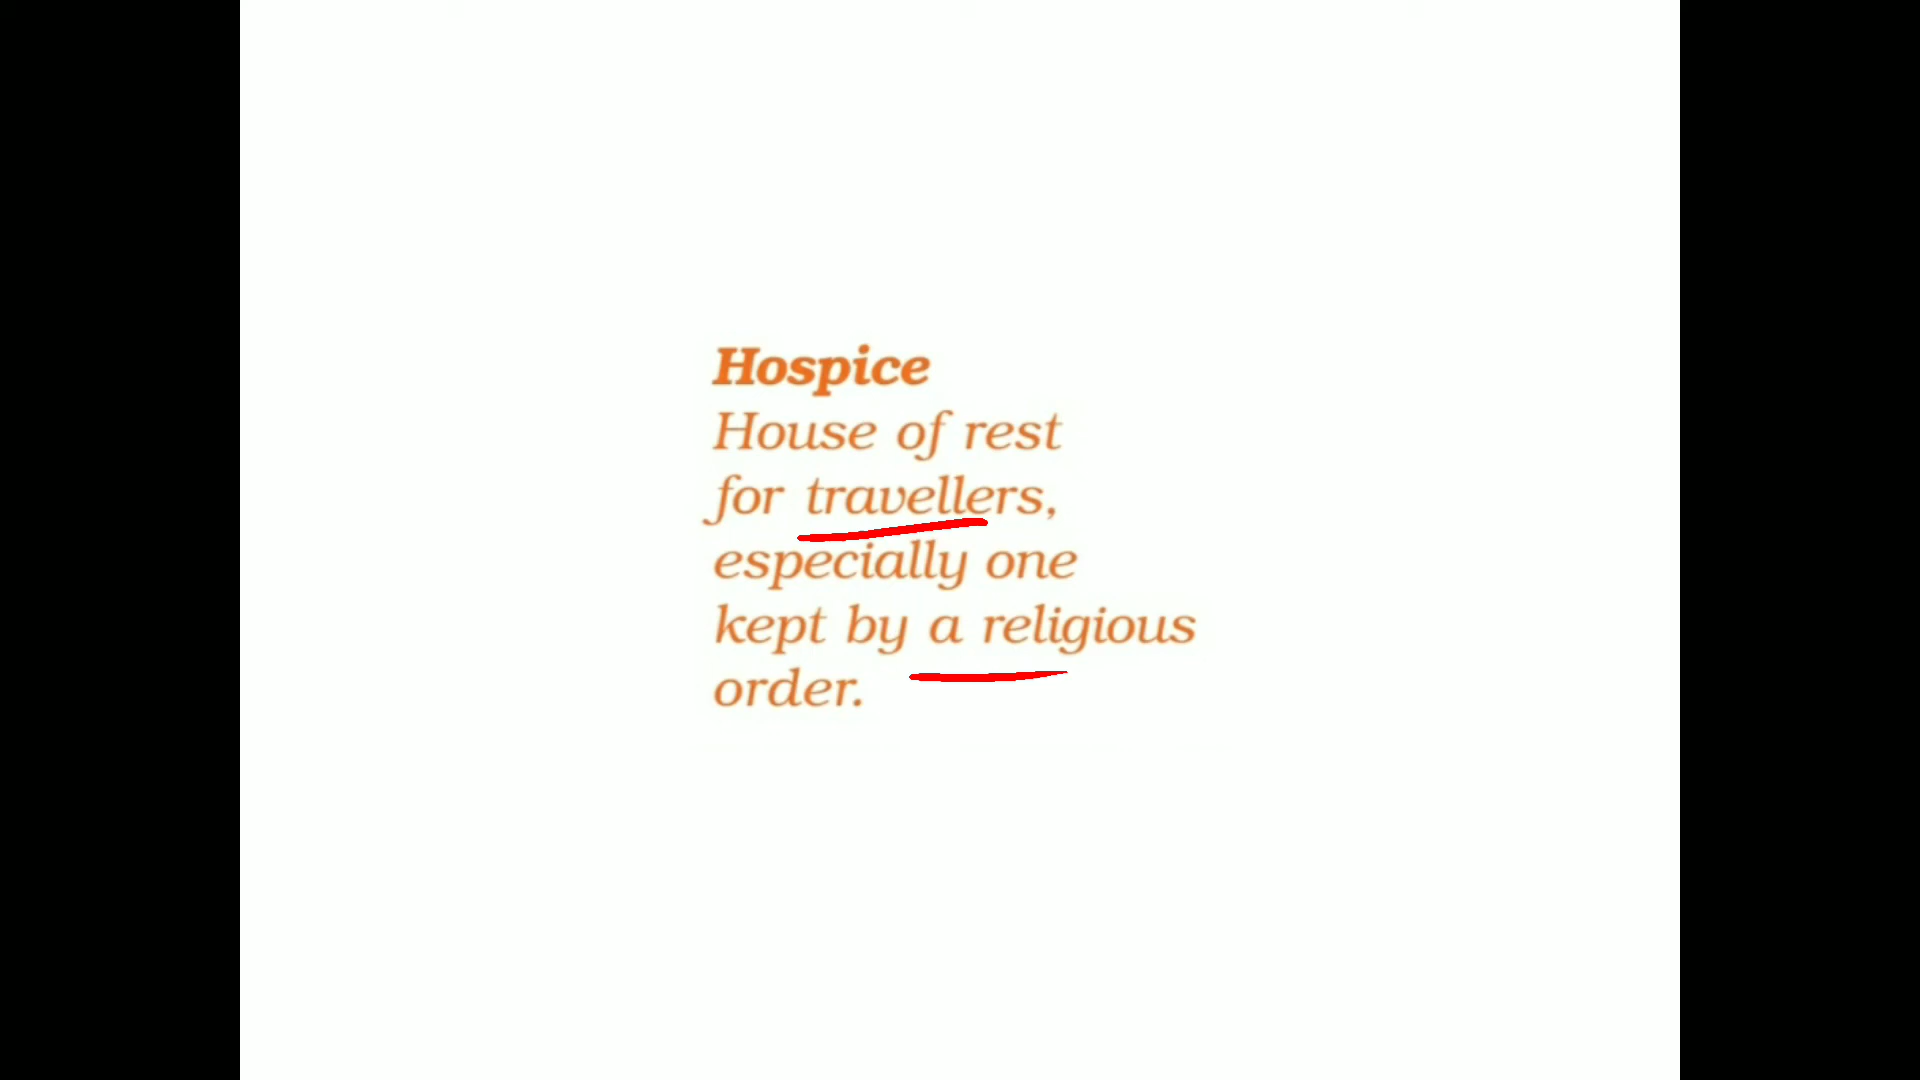 Hospice
House of rest
for travellers,
especially one
kept by a religious
order.